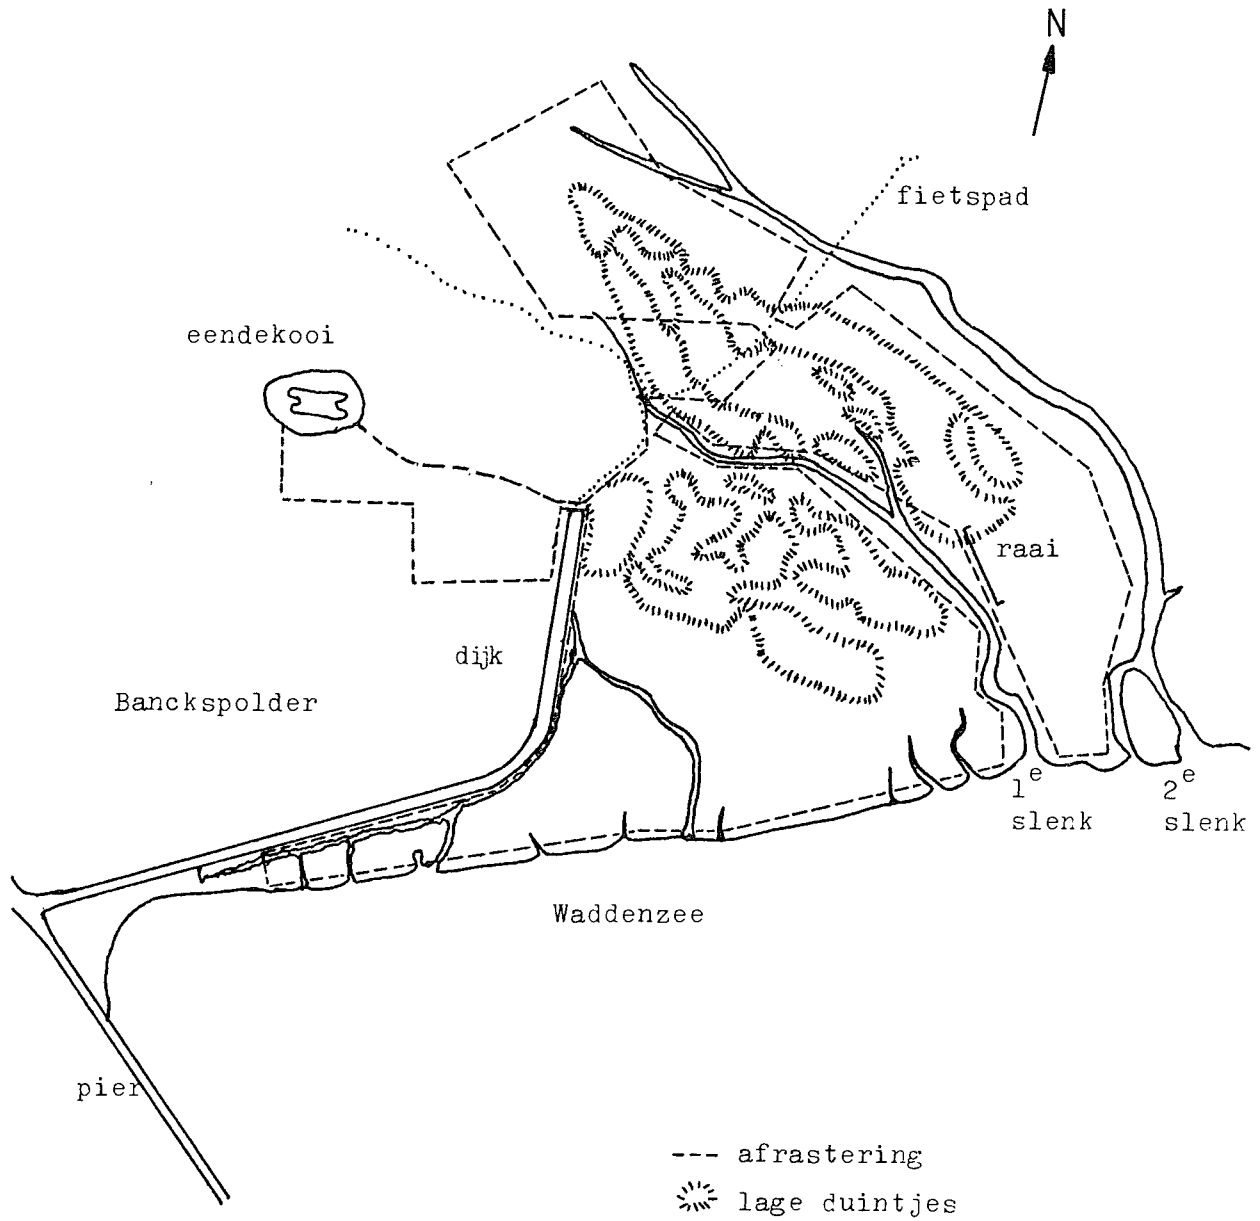 N
fietspad
eendekooi
raai
dijk
Banckspolder
1e
slenk
2e
slenk
Waddenzee
pier
--- afrastering
lage duintjes